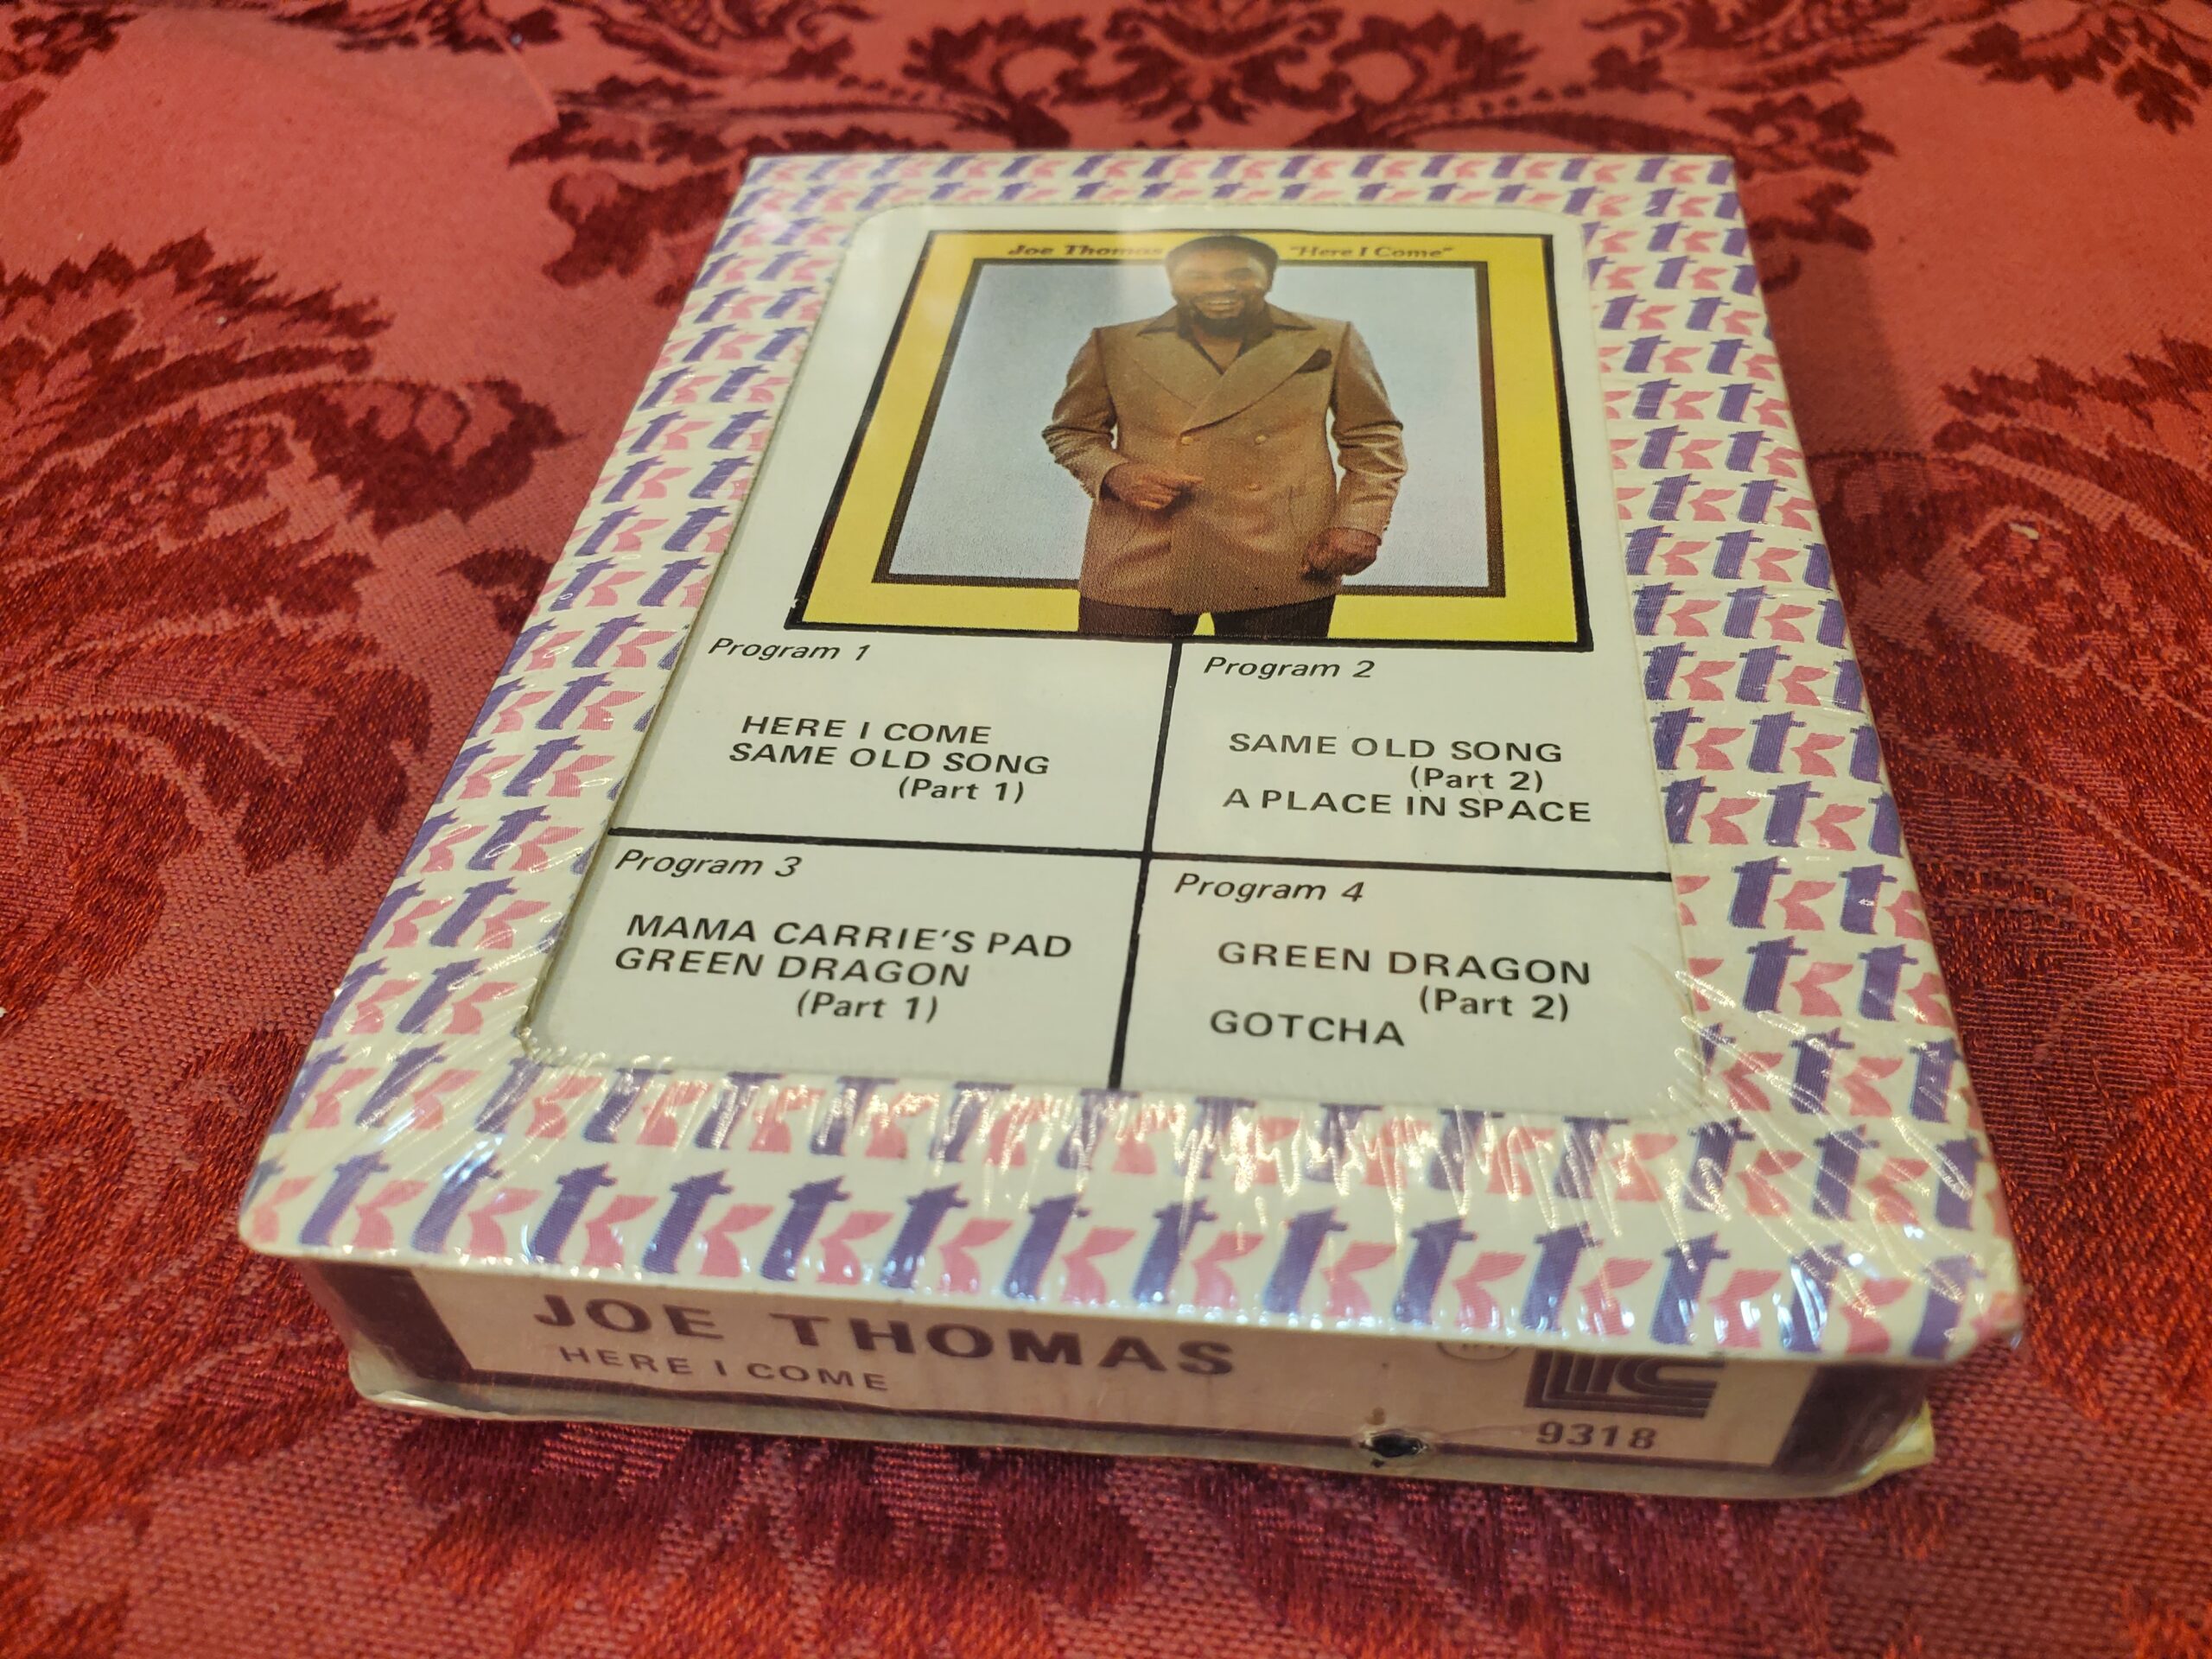 Joe Thomas "Here I Come"
Program 1
HERE I COME
SAME OLD SONG
(Part 1)
Program 2
SAME OLD SONG
(Part 2)
A PLACE IN SPACE
Program 3
MAMA CARRIE'S PAD
GREEN DRAGON
(Part 1)
Program 4
GREEN DRAGON
(Part 2)
GOTCHA
JOE THOMAS
HERE I COME
LRC
9318